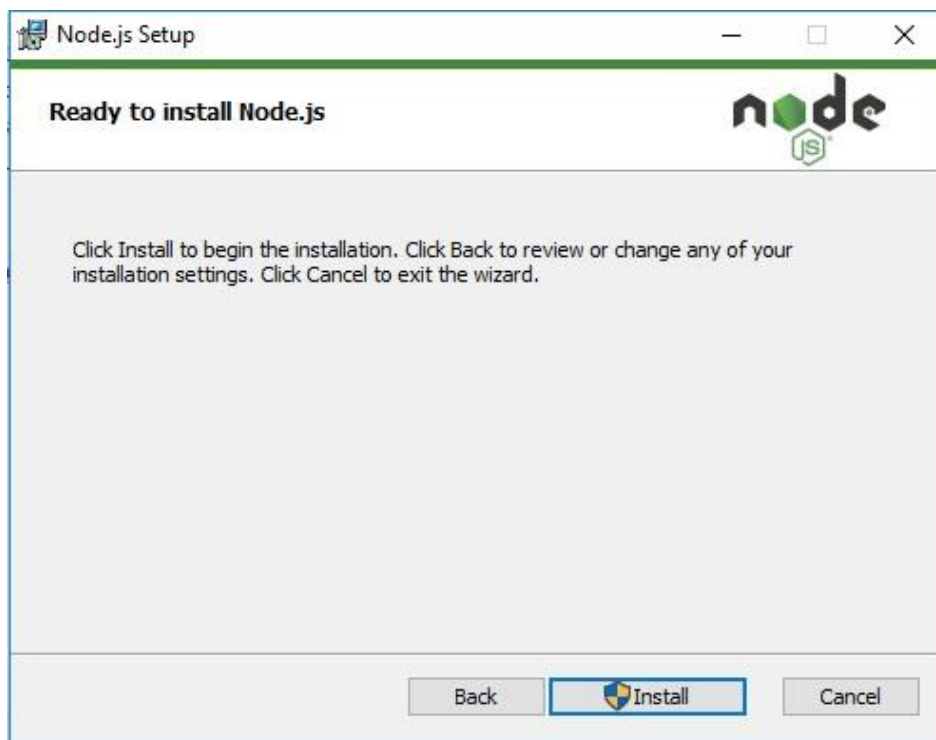 Node.js Setup
Ready to install Node.js
node
JS
Click Install to begin the installation. Click Back to review or change any of your
installation settings. Click Cancel to exit the wizard.
Back
Install
Cancel